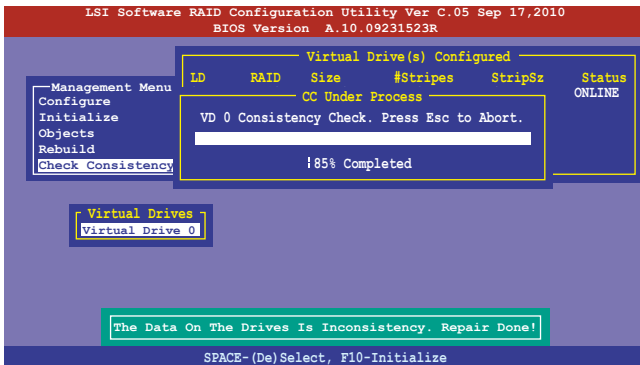 LSI Software RAID Configuration Utility Ver C.05 Sep 17,2010
BIOS Version A.10.09231523R
Virtual Drive(s) Configured
LD RAID Size #Stripes StripSz Status
ONLINE
Management Menu
Configure
Initialize
Objects
Rebuild
Check Consistency
CC Under Process
VD 0 Consistency Check. Press Esc to Abort.
85% Completed
Virtual Drives
Virtual Drive 0
The Data On The Drives Is Inconsistency. Repair Done!
SPACE-(De)Select, F10-Initialize